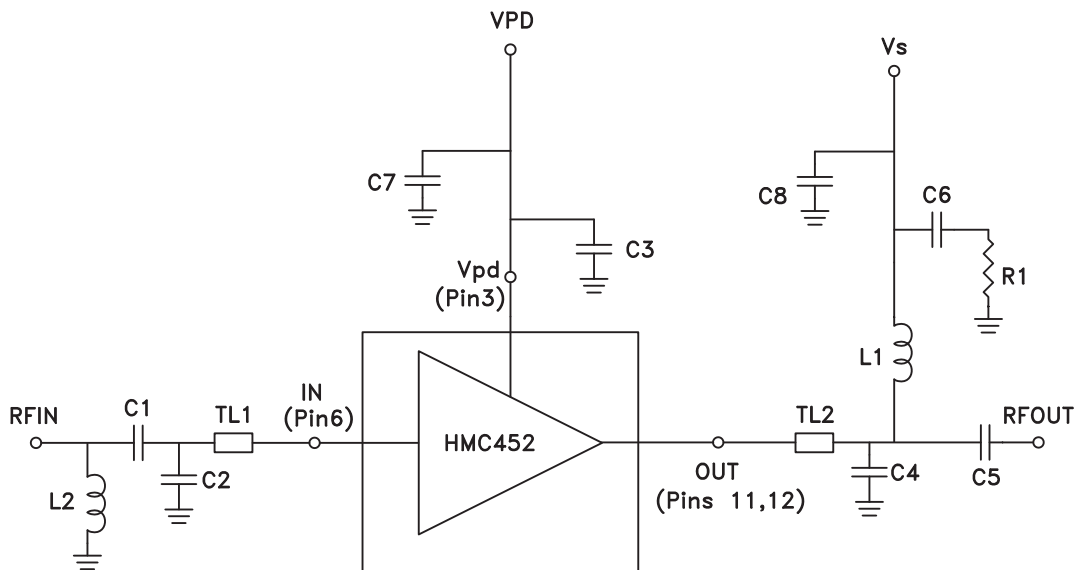 VPD
Vs
C7
C8
C6
C3
Vpd
(Pin3)
R1
L1
RFIN
C1
TL1
IN
(Pin6)
HMC452
TL2
RFOUT
L2
C2
OUT
(Pins 11,12)
C4
C5